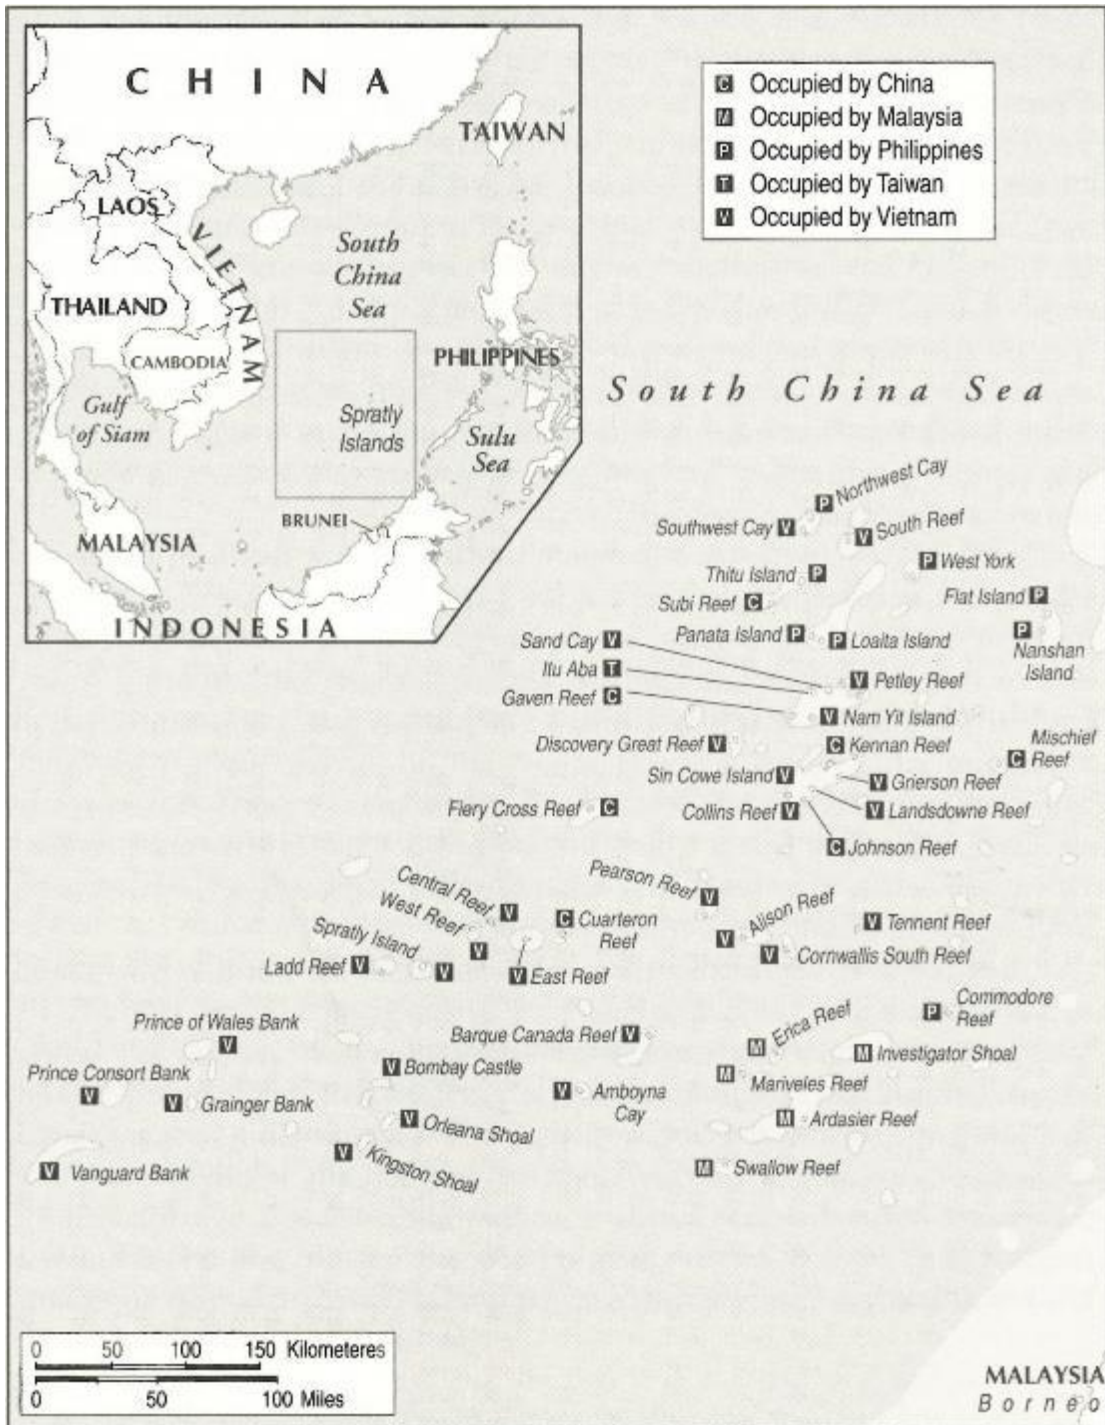 CHINA
TAIWAN
LAOS
VIETNAM
South
China
Sea
THAILAND
CAMBODIA
PHILIPPINES
Gulf
of Siam
Spratly
Islands
Sulu
Sea
BRUNEI
MALAYSIA
INDONESIA
C Occupied by China
M Occupied by Malaysia
P Occupied by Philippines
T Occupied by Taiwan
V Occupied by Vietnam
South China Sea
P Northwest Cay
Southwest Cay V
V South Reef
P West York
Thitu Island P
Flat Island P
Subi Reef C
Panata Island P
P Loaita Island
P
Nanshan
Island
Sand Cay V
Itu Aba T
V Petley Reef
Gaven Reef C
V Nam Yit Island
Discovery Great Reef V
C Kennan Reef
Mischief
Reef C
Sin Cowe Island V
V Grierson Reef
Fiery Cross Reef C
Collins Reef V
V Landsdowne Reef
C Johnson Reef
Pearson Reef V
Central Reef V
West Reef V
C Cuarteron
Reef
V Alison Reef
V Tennent Reef
V Cornwallis South Reef
Spratly Island V
Ladd Reef V
V East Reef
Commodore
P Reef
Prince of Wales Bank
V
Barque Canada Reef V
M Erica Reef
M Investigator Shoal
Prince Consort Bank
V
V Grainger Bank
V Bombay Castle
V Amboyna
Cay
M Mariveles Reef
V Orleana Shoal
M Ardasier Reef
V Kingston Shoal
V Vanguard Bank
M Swallow Reef
0 50 100 150 Kilometeres
0 50 100 Miles
MALAYSIA
Borneo